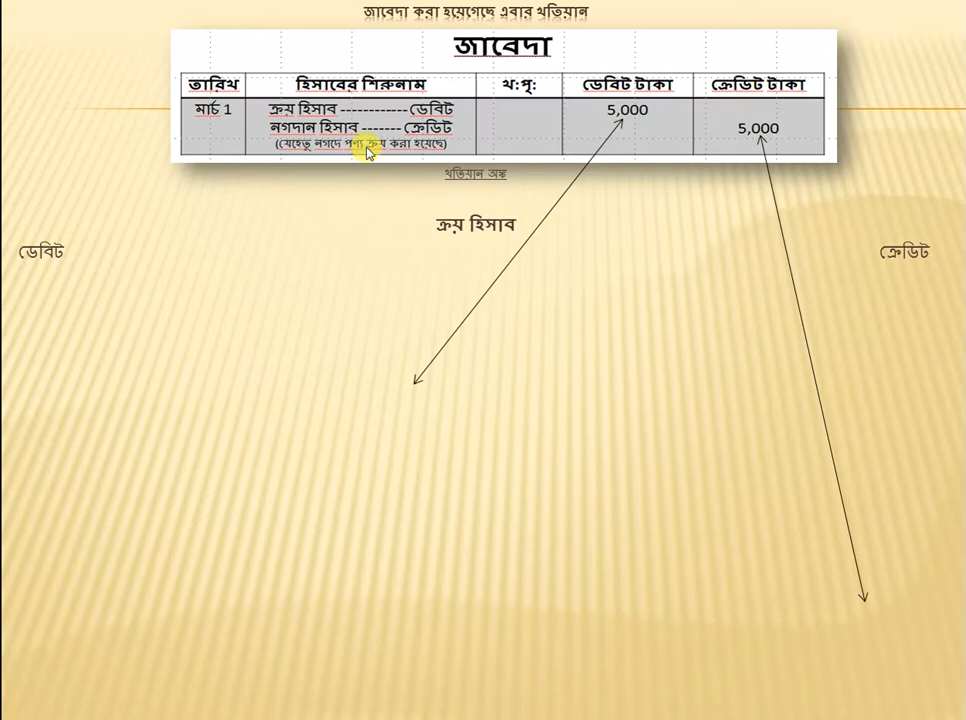 জাবেদা করা হয়েগেছে এবার খতিয়ান
জাবেদা
তারিখ হিসাবের শিরুনাম খ:পৃ: ডেবিট টাকা ক্রেডিট টাকা
মার্চ 1 ক্রয় হিসাব ------------ ডেবিট 5,000
নগদান হিসাব ------- ক্রেডিট 5,000
(যেহেতু নগদে পণ্য ক্রয় করা হয়েছে)
খতিয়ান অঙ্ক
ক্রয় হিসাব
ডেবিট ক্রেডিট